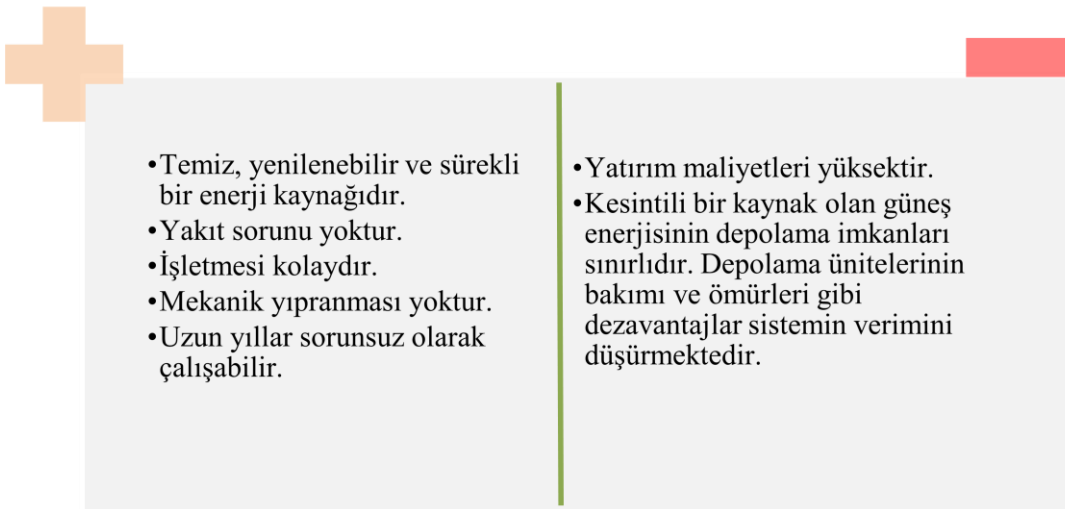 •Temiz, yenilenebilir ve sürekli
bir enerji kaynağıdır.
•Yakıt sorunu yoktur.
•İşletmesi kolaydır.
•Mekanik yıpranması yoktur.
•Uzun yıllar sorunsuz olarak
çalışabilir.
•Yatırım maliyetleri yüksektir.
•Kesintili bir kaynak olan güneş
enerjisinin depolama imkanları
sınırlıdır. Depolama ünitelerinin
bakımı ve ömürleri gibi
dezavantajlar sistemin verimini
düşürmektedir.